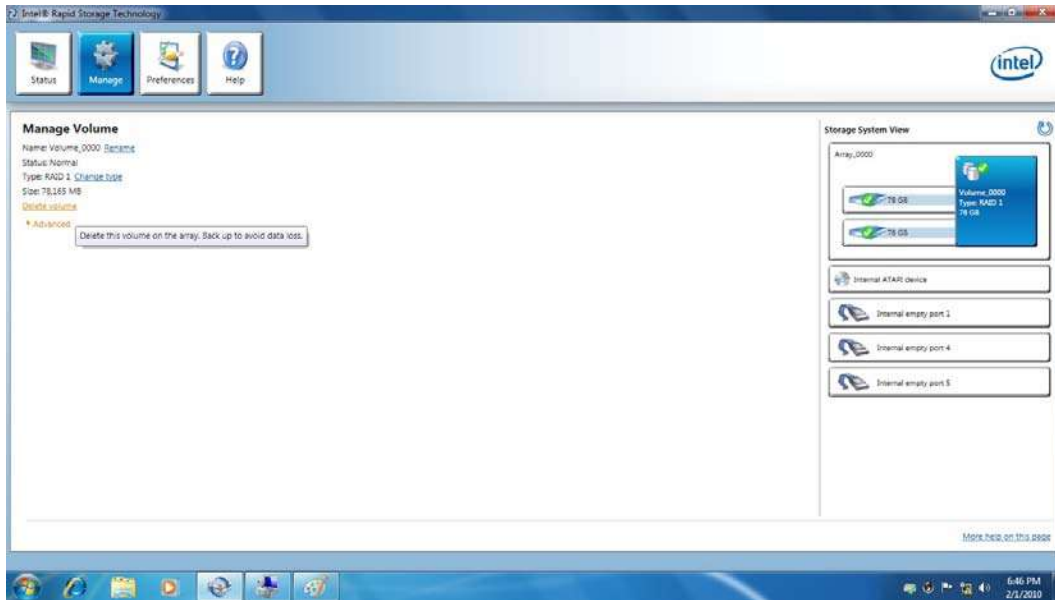 Intel® Rapid Storage Technology
Status
Manage
Preferences
Help
intel
Manage Volume
Name: Volume_0000 Rename
Status: Normal
Type: RAID 1 Change type
Size: 78,165 MB
Delete volume
Advanced
Delete this volume on the array. Back up to avoid data loss.
Storage System View
Array_0000
78 GB
78 GB
Volume_0000
Type: RAID 1
78 GB
Internal ATAPI device
Internal empty port 1
Internal empty port 4
Internal empty port 5
More help on this page
6:46 PM
2/1/2010